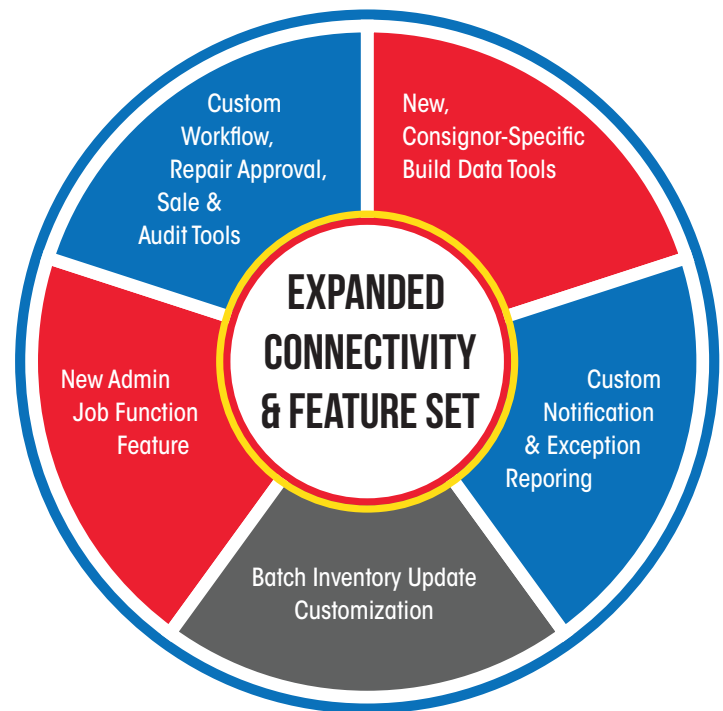 Custom
Workflow,
Repair Approval,
Sale &
Audit Tools
New,
Consignor-Specific
Build Data Tools
EXPANDED
CONNECTIVITY
& FEATURE SET
New Admin
Job Function
Feature
Custom
Notification
& Exception
Reporing
Batch Inventory Update
Customization